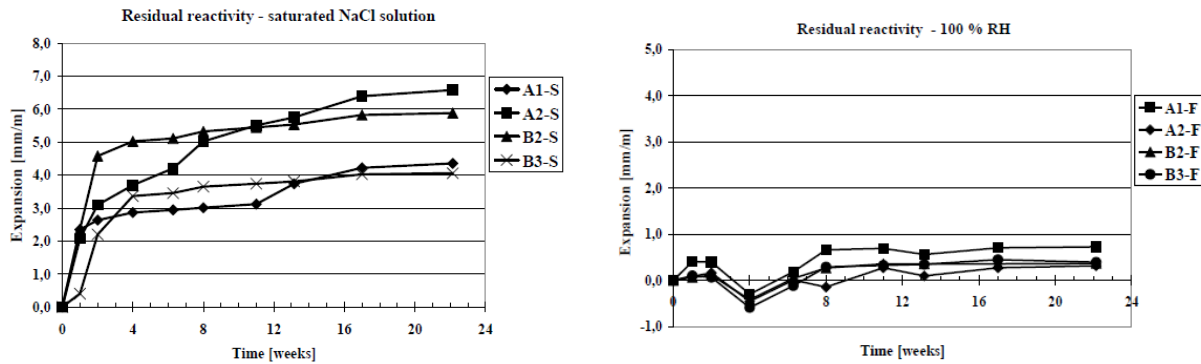 Residual reactivity - saturated NaCl solution
8,0
7,0
6,0
5,0
4,0
3,0
2,0
1,0
0,0
Expansion [mm/m]
0 4 8 12 16 20 24
Time [weeks]
A1-S
A2-S
B2-S
B3-S
Residual reactivity - 100 % RH
5,0
4,0
3,0
2,0
1,0
0,0
-1,0
Expansion [mm/m]
0 4 8 12 16 20 24
Time [weeks]
A1-F
A2-F
B2-F
B3-F